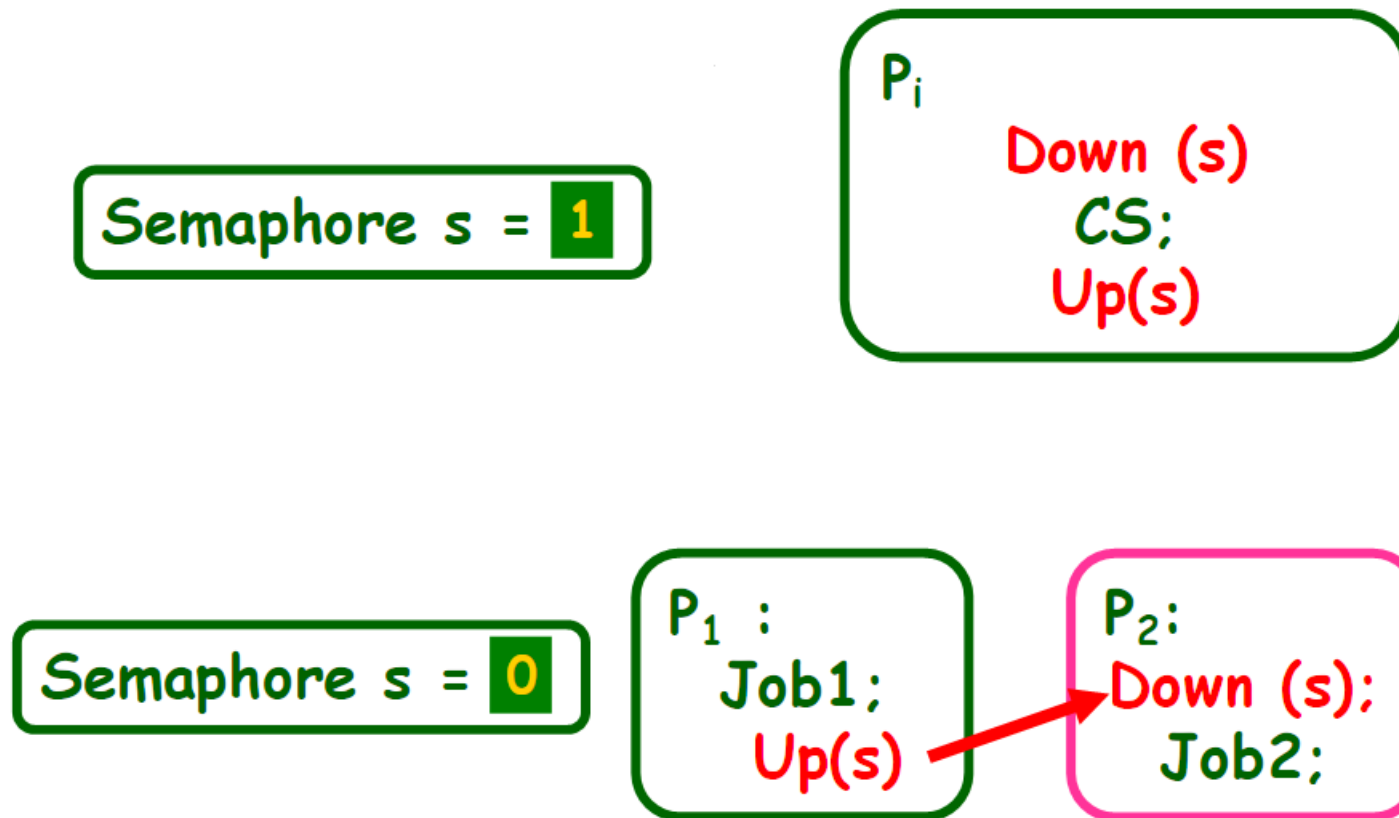 Pi
Down (s)
Semaphore s = 1
CS;
Up(s)
P1 :
P2:
Semaphore s = 0
Job1;
Down (s);
Up(s)
Job2;